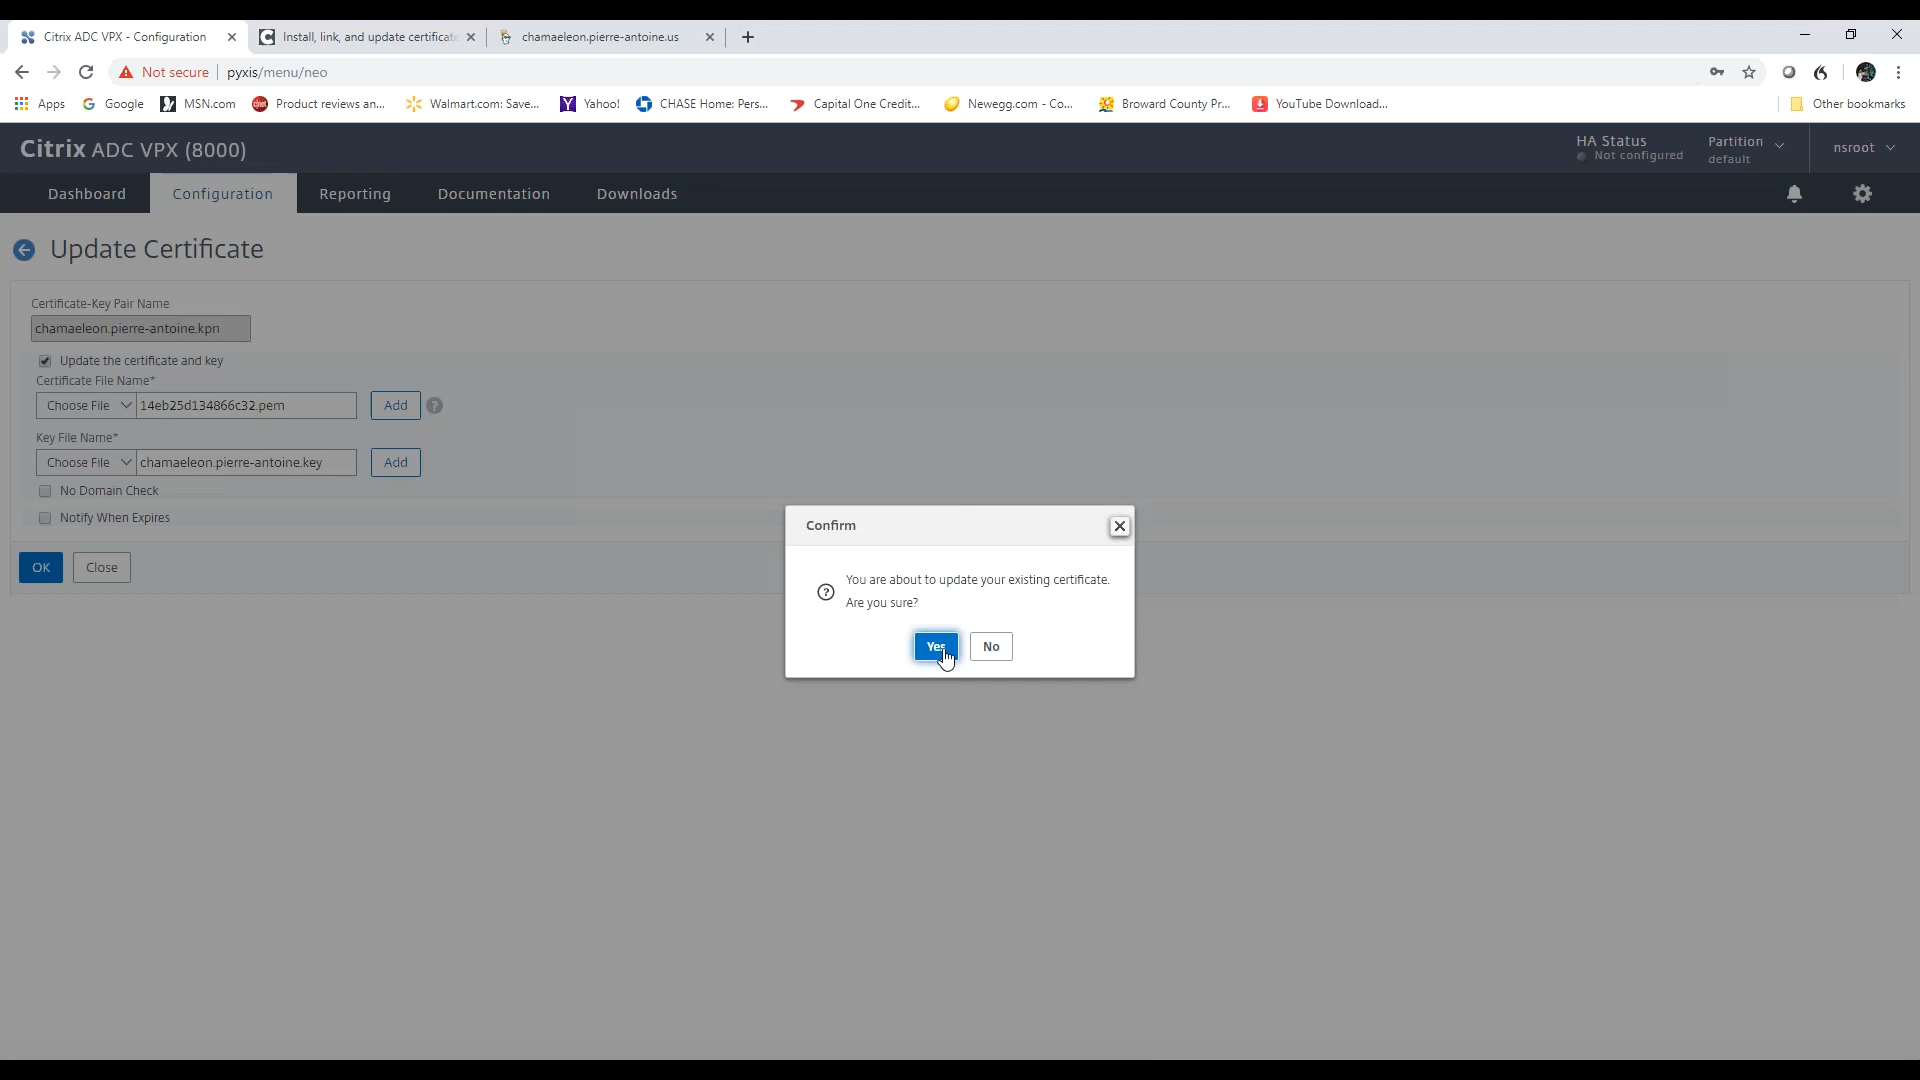 Citrix ADC VPX - Configuration
Install, link, and update certificate
chamaeleon.pierre-antoine.us
Not secure
pyxis/menu/neo
Apps
Google
MSN.com
Product reviews an...
Walmart.com: Save...
Yahoo!
CHASE Home: Pers...
Capital One Credit...
Newegg.com - Co...
Broward County Pr...
YouTube Download...
Other bookmarks
Citrix ADC VPX (8000)
HA Status
Not configured
Partition
default
nsroot
Dashboard
Configuration
Reporting
Documentation
Downloads
Update Certificate
Certificate-Key Pair Name
chamaeleon.pierre-antoine.kpn
Update the certificate and key
Certificate File Name*
Choose File
14eb25d134866c32.pem
Add
?
Key File Name*
Choose File
chamaeleon.pierre-antoine.key
Add
No Domain Check
Notify When Expires
OK
Close
Confirm
?
You are about to update your existing certificate.
Are you sure?
Yes
No